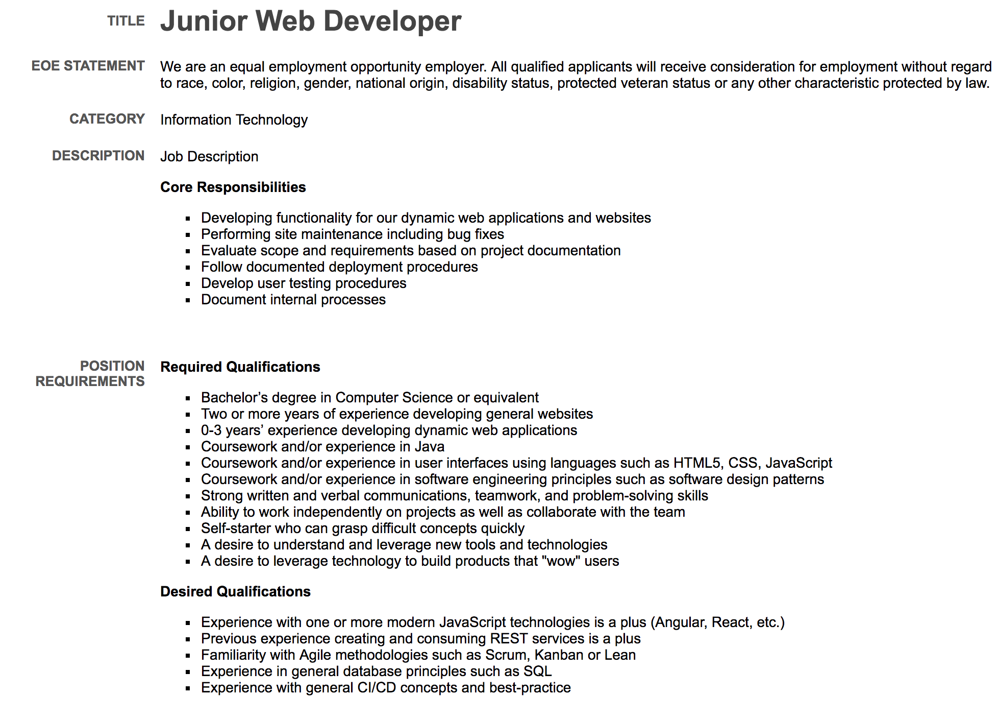 TITLE Junior Web Developer
EOE STATEMENT We are an equal employment opportunity employer. All qualified applicants will receive consideration for employment without regard
to race, color, religion, gender, national origin, disability status, protected veteran status or any other characteristic protected by law.
CATEGORY Information Technology
DESCRIPTION Job Description
Core Responsibilities
▪ Developing functionality for our dynamic web applications and websites
▪ Performing site maintenance including bug fixes
▪ Evaluate scope and requirements based on project documentation
▪ Follow documented deployment procedures
▪ Develop user testing procedures
▪ Document internal processes
POSITION REQUIREMENTS
Required Qualifications
▪ Bachelor’s degree in Computer Science or equivalent
▪ Two or more years of experience developing general websites
▪ 0-3 years’ experience developing dynamic web applications
▪ Coursework and/or experience in Java
▪ Coursework and/or experience in user interfaces using languages such as HTML5, CSS, JavaScript
▪ Coursework and/or experience in software engineering principles such as software design patterns
▪ Strong written and verbal communications, teamwork, and problem-solving skills
▪ Ability to work independently on projects as well as collaborate with the team
▪ Self-starter who can grasp difficult concepts quickly
▪ A desire to understand and leverage new tools and technologies
▪ A desire to leverage technology to build products that "wow" users
Desired Qualifications
▪ Experience with one or more modern JavaScript technologies is a plus (Angular, React, etc.)
▪ Previous experience creating and consuming REST services is a plus
▪ Familiarity with Agile methodologies such as Scrum, Kanban or Lean
▪ Experience in general database principles such as SQL
▪ Experience with general CI/CD concepts and best-practice